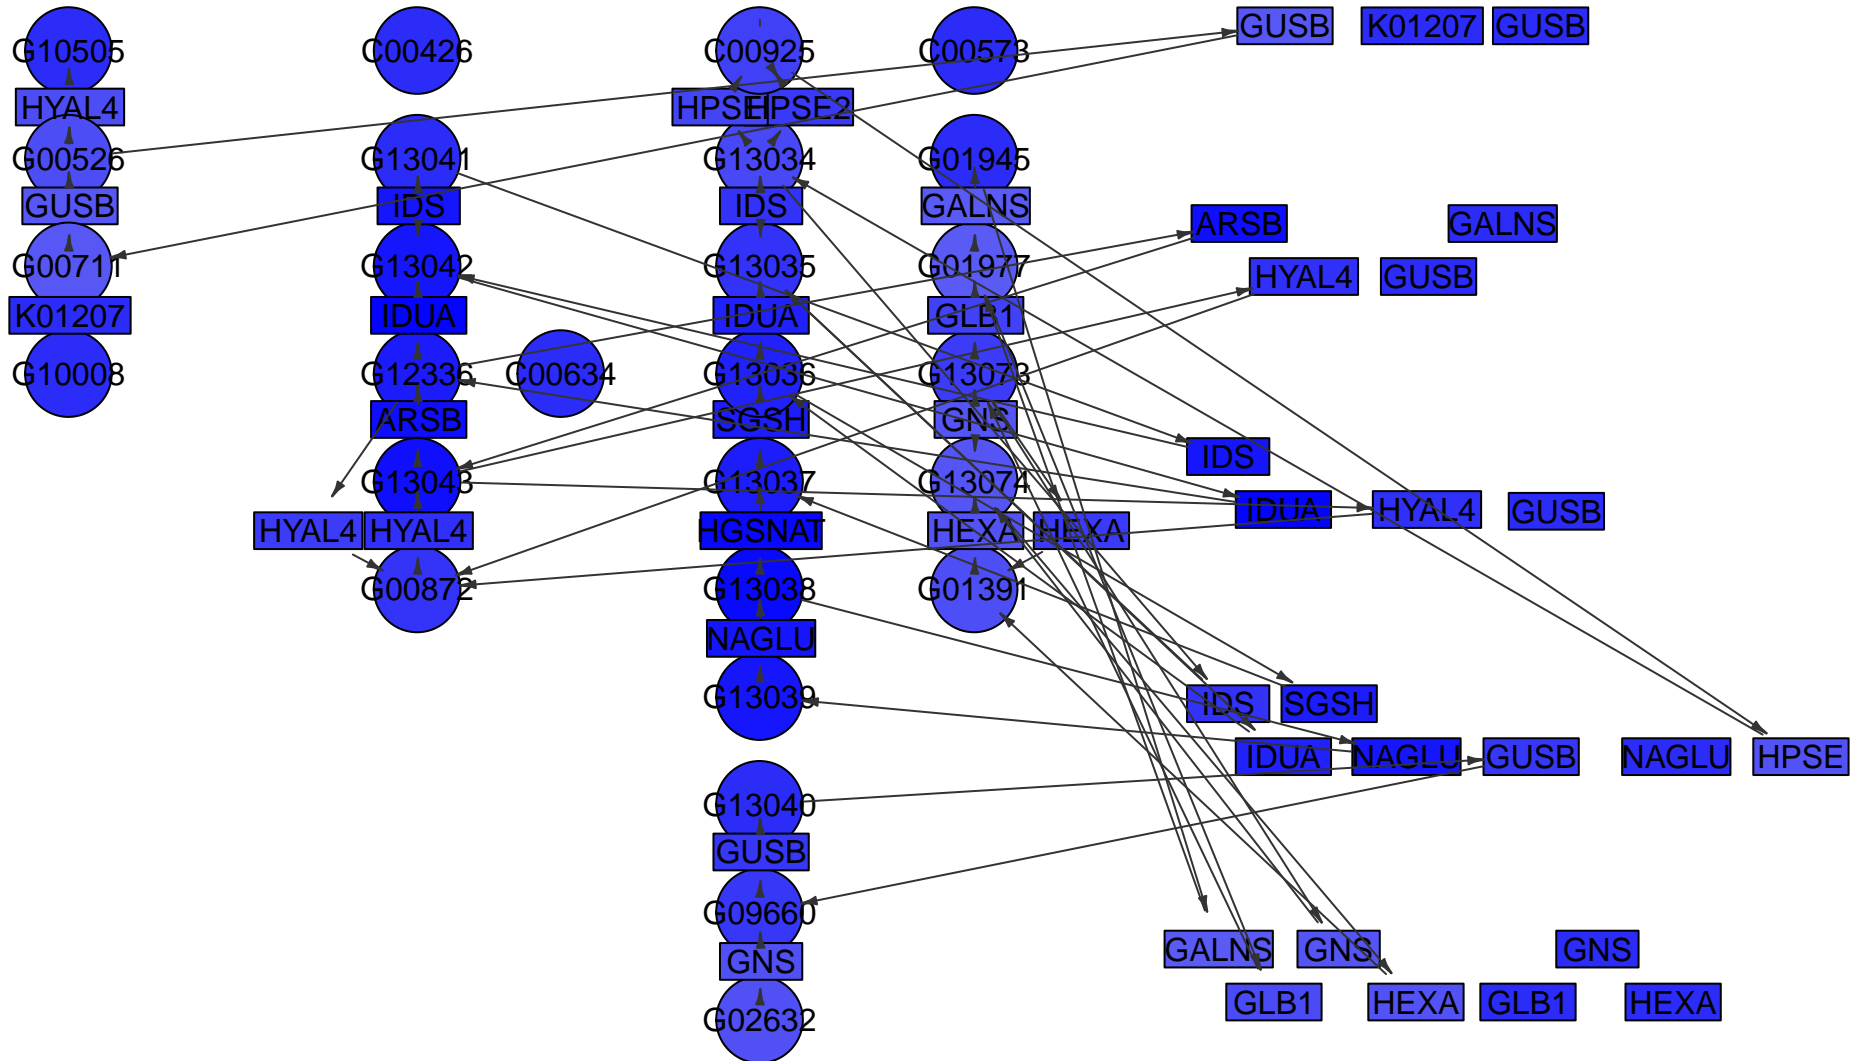 G10505 C00426 C00925 C00573 GUSB K01207 GUSB
HYAL4 HPSE HPSE2
G00526 G13041 G13034 G01945
GUSB IDS IDS GALNS ARSB GALNS
G00711 G13042 G13035 G01977 HYAL4 GUSB
K01207 IDUA IDUA GLB1
G10008 G12336 C00634 G13036 G13073
ARSB SGSH GNS
IDS
G13043 G13037 G13074
IDUA HYAL4 GUSB
HYAL4 HYAL4 HGSNAT HEXA HEXA
G00872 G13038 G01391
NAGLU
G13039 IDS SGSH
IDUA NAGLU GUSB NAGLU HPSE
G13040
GUSB
G09660
GALNS GNS GNS
GNS
GLB1 HEXA GLB1 HEXA
G02632